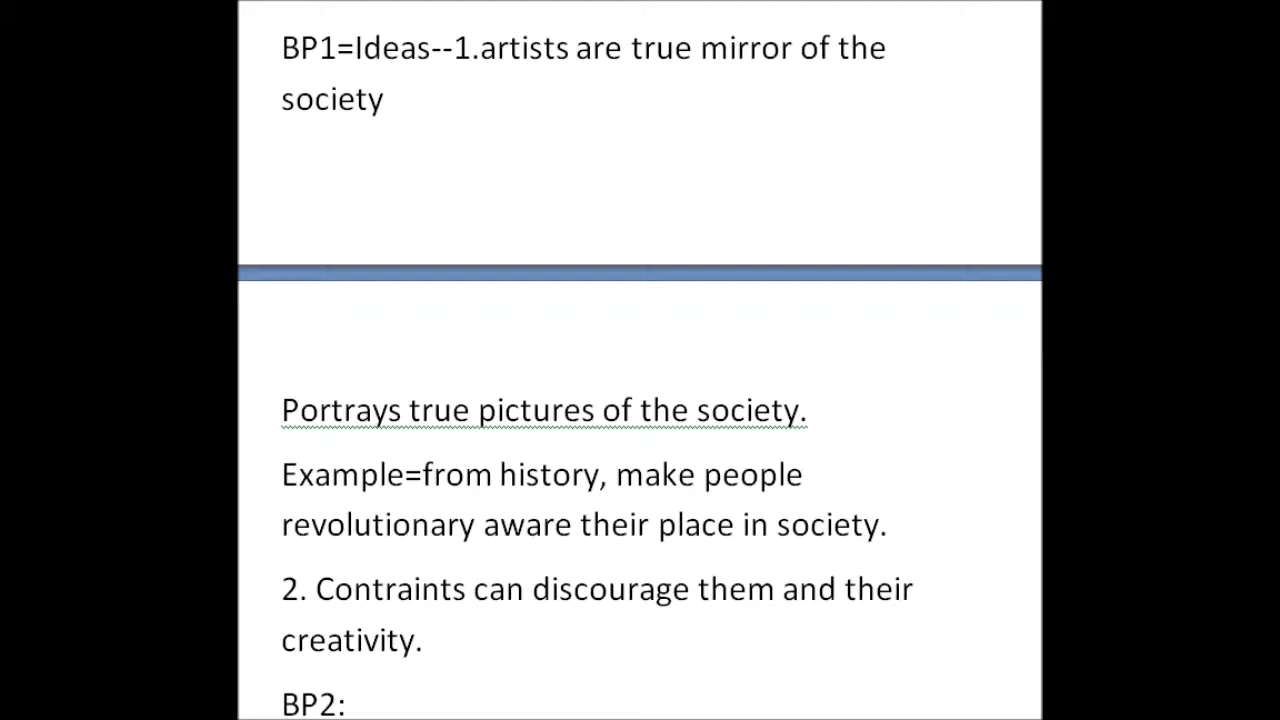 BP1=Ideas--1.artists are true mirror of the
society
Portrays true pictures of the society.
Example=from history, make people
revolutionary aware their place in society.
2. Contraints can discourage them and their
creativity.
BP2: